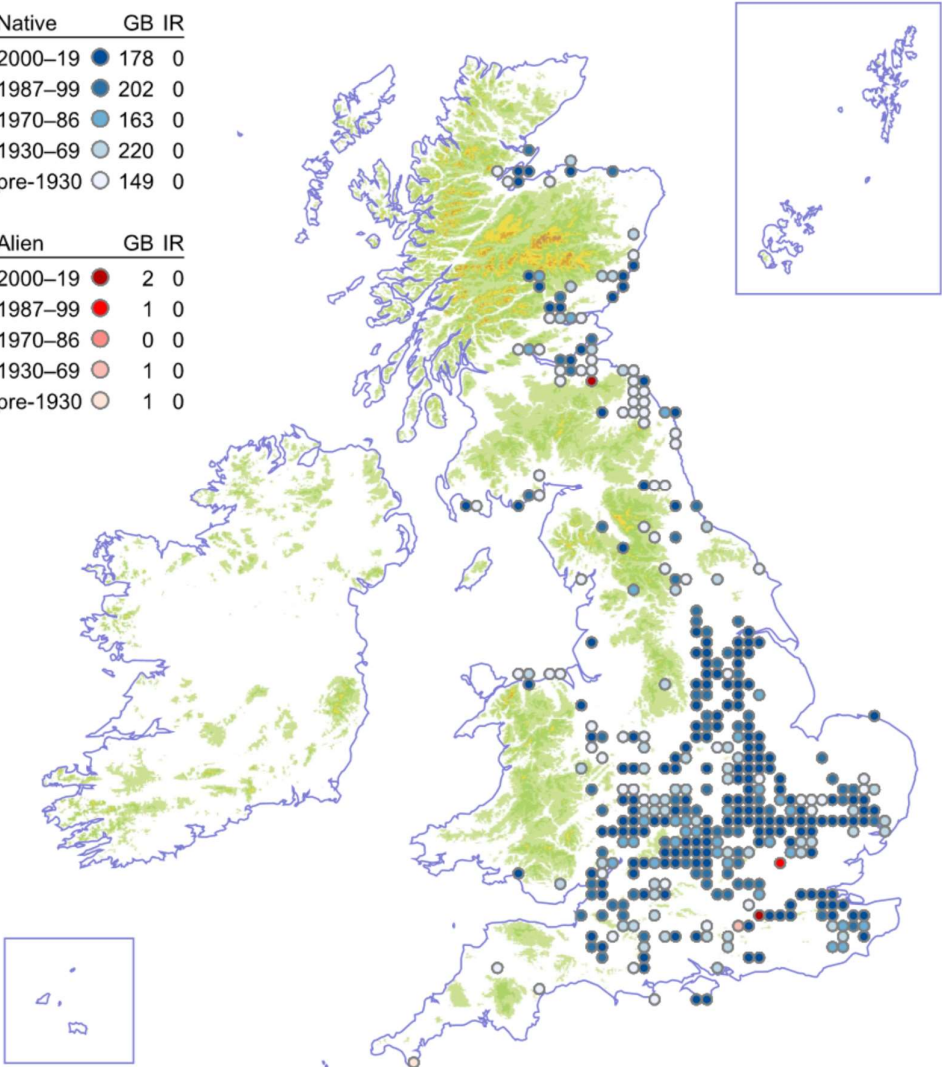 Native GB IR
2000–19 178 0
1987–99 202 0
1970–86 163 0
1930–69 220 0
pre-1930 149 0
Alien GB IR
2000–19 2 0
1987–99 1 0
1970–86 0 0
1930–69 1 0
pre-1930 1 0